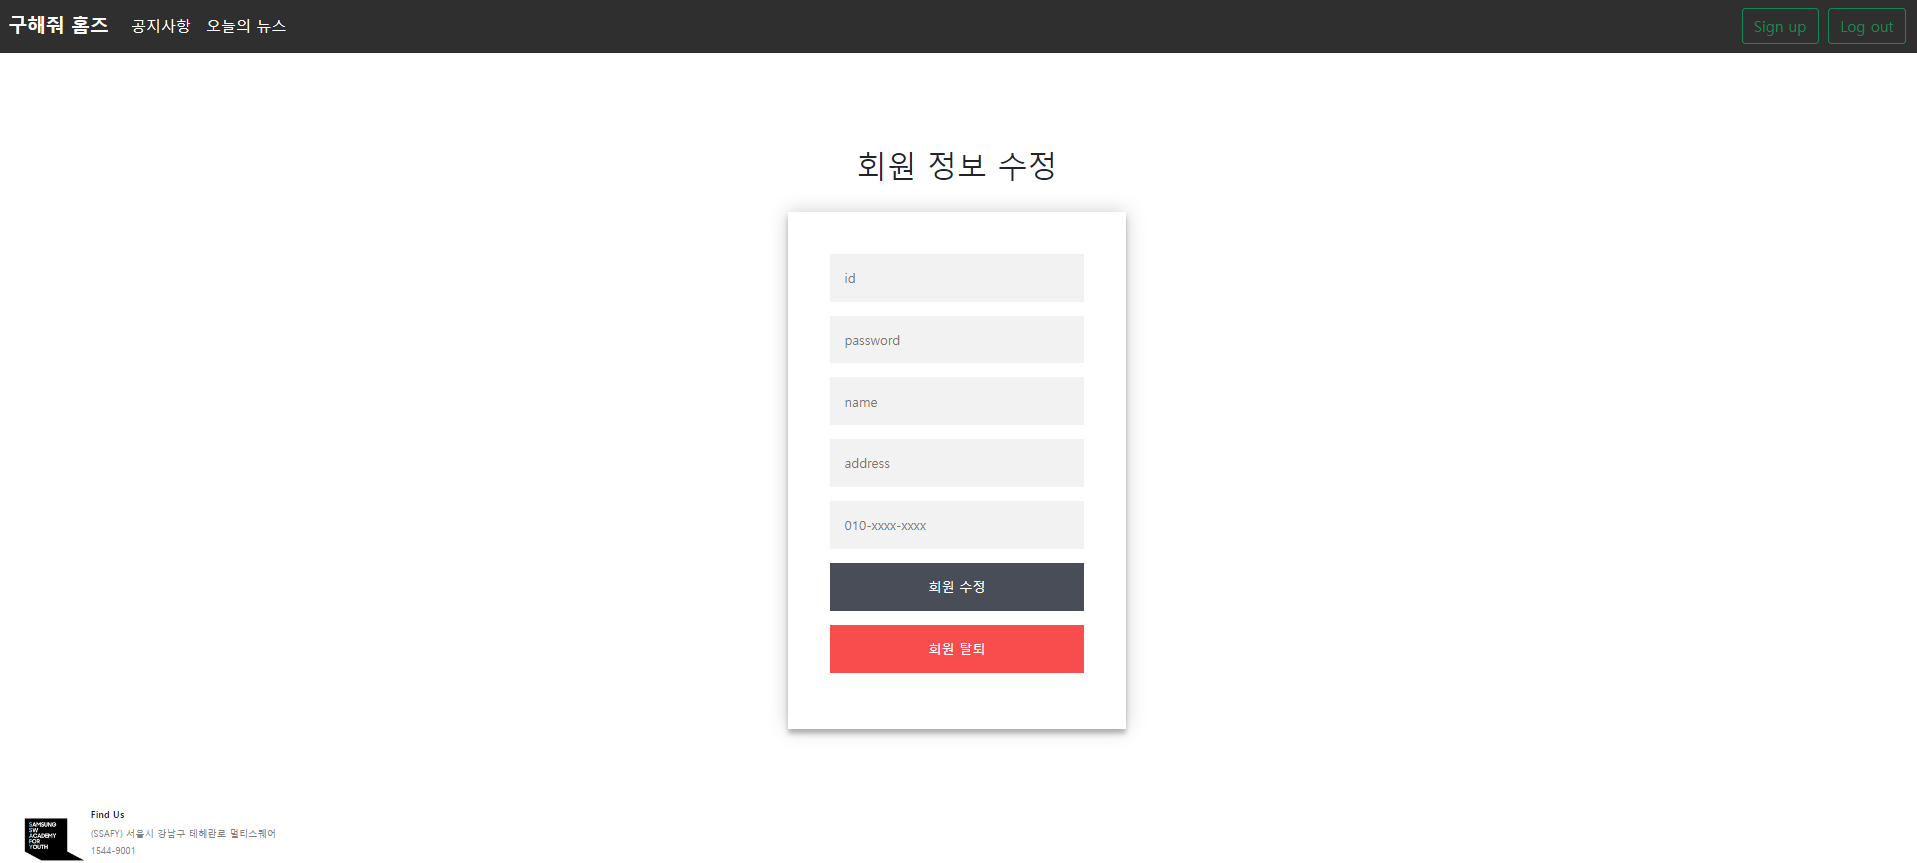 구해줘 홈즈 공지사항 오늘의 뉴스 Sign up Log out
회원 정보 수정
id
password
name
address
010-xxxx-xxxx
회원 수정
회원 탈퇴
SAMSUNG
SW
ACADEMY
FOR
YOUTH
Find Us
(SSAFY) 서울시 강남구 테헤란로 멀티스퀘어
1544-9001